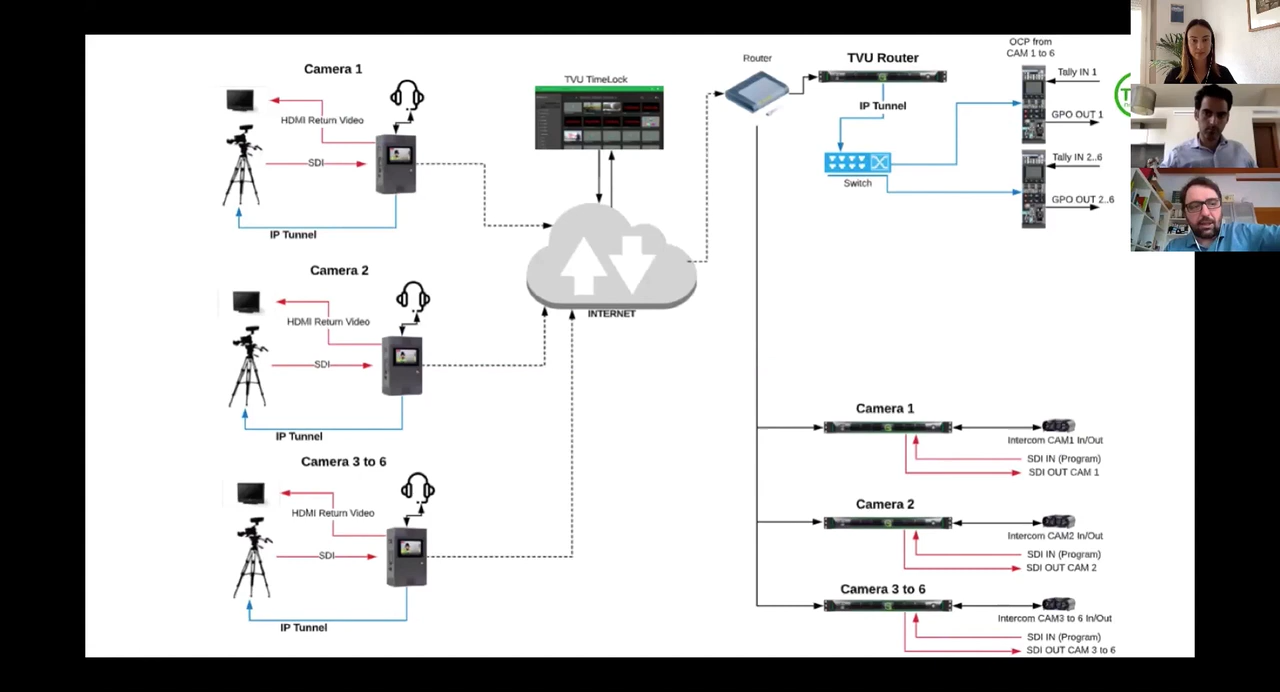 Camera 1
HDMI Return Video
SDI
IP Tunnel
Camera 2
HDMI Return Video
SDI
IP Tunnel
Camera 3 to 6
HDMI Return Video
SDI
IP Tunnel
TVU TimeLock
INTERNET
Router
TVU Router
IP Tunnel
Switch
OCP from
CAM 1 to 6
Tally IN 1
GPO OUT 1
Tally IN 2..6
GPO OUT 2..6
Camera 1
Intercom CAM1 In/Out
SDI IN (Program)
SDI OUT CAM 1
Camera 2
Intercom CAM2 In/Out
SDI IN (Program)
SDI OUT CAM 2
Camera 3 to 6
Intercom CAM3 to 6 In/Out
SDI IN (Program)
SDI OUT CAM 3 to 6